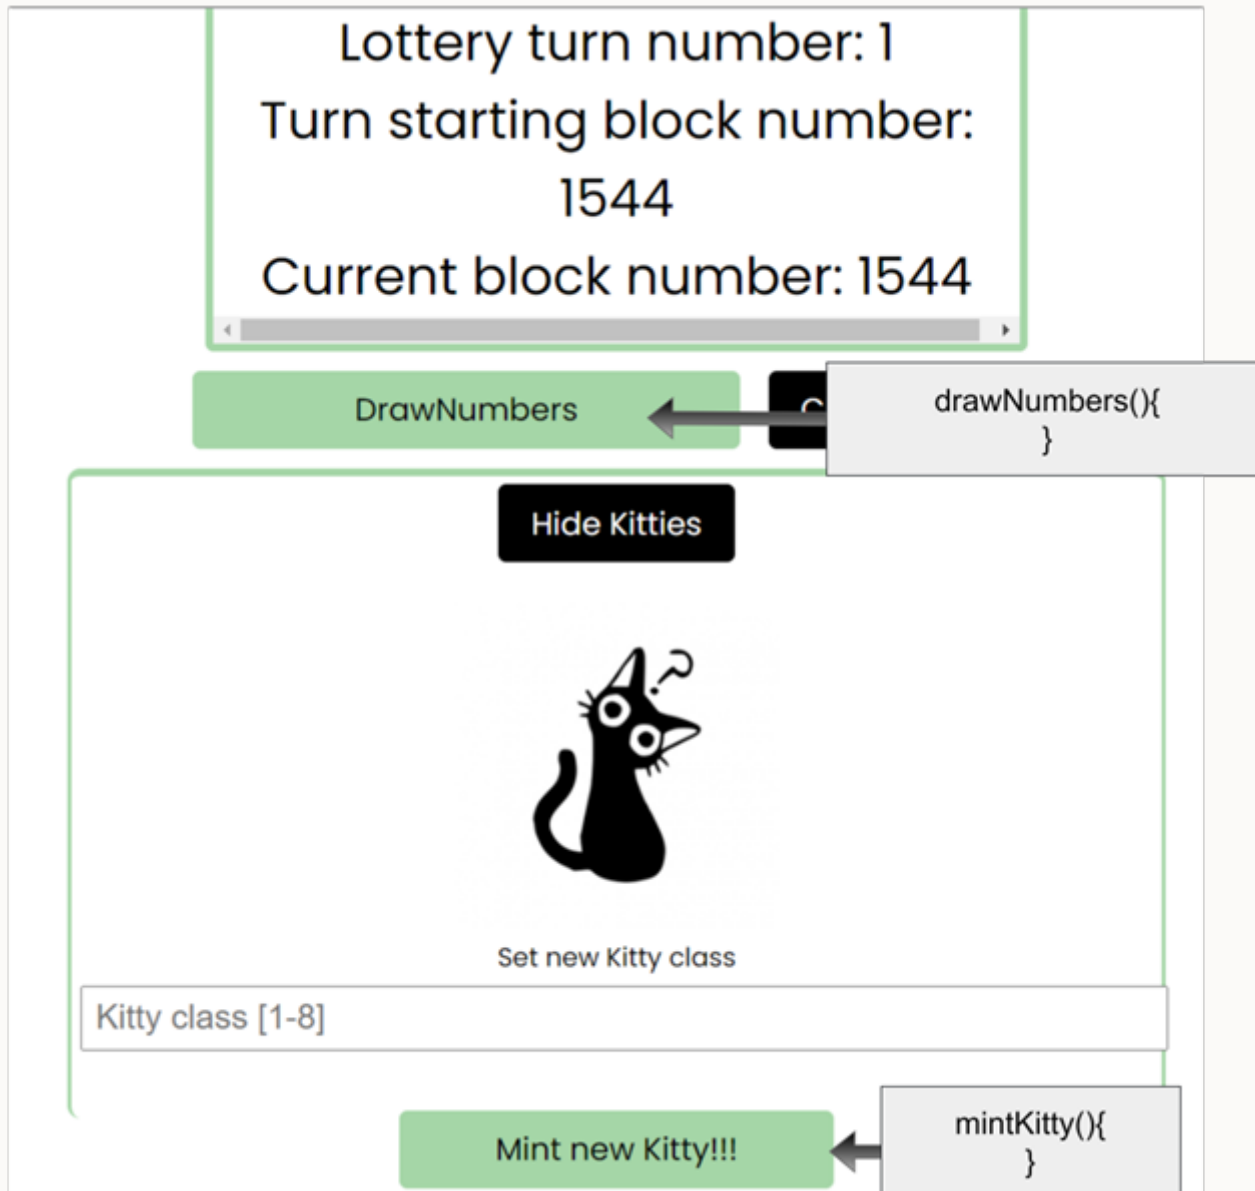 Lottery turn number: 1
Turn starting block number:
1544
Current block number: 1544
DrawNumbers
drawNumbers(){
}
Hide Kitties
?
Set new Kitty class
Kitty class [1-8]
Mint new Kitty!!!
mintKitty(){
}